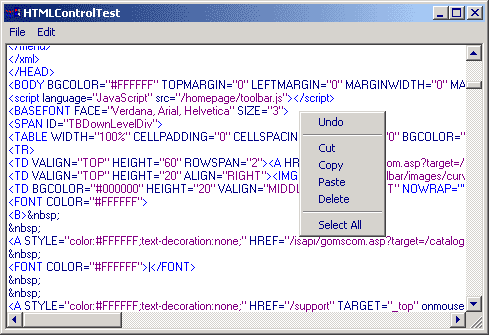 HTMLControlTest
File Edit
</menu>
</xml>
</HEAD>
<BODY BGCOLOR="#FFFFFF" TOPMARGIN="0" LEFTMARGIN="0" MARGINWIDTH="0"
<script language="JavaScript" src="/homepage/toolbar.js"></script>
<BASEFONT FACE="Verdana, Arial, Helvetica" SIZE="3">
<SPAN ID="TBDownLevelDiv">
<TABLE WIDTH="100%" CELLPADDING="0" CELLSPACIN "0" BGCOLOR="
<TR>
<TD VALIGN="TOP" HEIGHT="60" ROWSPAN="2"><A HR com.asp?target=/
<TD VALIGN="TOP" HEIGHT="20" ALIGN="RIGHT"><IMG lbar/images/curv
<TD BGCOLOR="#000000" HEIGHT="20" VALIGN="MIDDL T" NOWRAP="
<FONT COLOR="#FFFFFF">
<B>&nbsp;
&nbsp;
<A STYLE="color:#FFFFFF;text-decoration:none;" HREF="/isapi/gomscom.asp?target=/catalog
&nbsp;
<FONT COLOR="#FFFFFF">|</FONT>
&nbsp;
&nbsp;
<A STYLE="color:#FFFFFF;text-decoration:none;" HREF="/support" TARGET="_top" onmouse
Undo
Cut
Copy
Paste
Delete
Select All